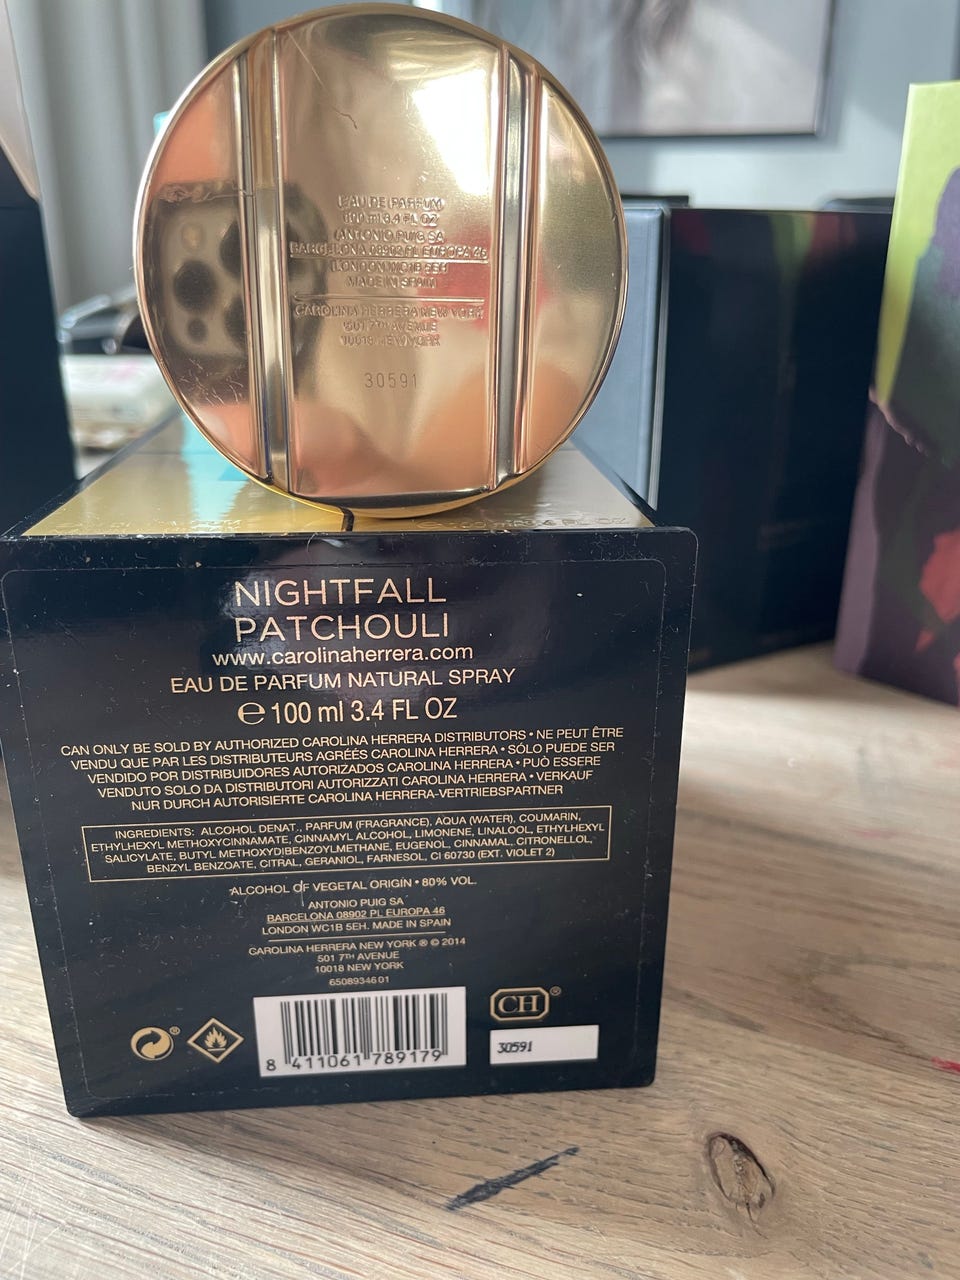 EAU DE PARFUM
100 ml 3.4 FL OZ
ANTONIO PUIG SA
BARCELONA 08902 PL EUROPA 46
LONDON WC1B 5EH
MADE IN SPAIN
CAROLINA HERRERA NEW YORK
501 7TH AVENUE
10018 NEW YORK
30591
NIGHTFALL
PATCHOULI
www.carolinaherrera.com
EAU DE PARFUM NATURAL SPRAY
℮ 100 ml 3.4 FL OZ
CAN ONLY BE SOLD BY AUTHORIZED CAROLINA HERRERA DISTRIBUTORS • NE PEUT ÊTRE
VENDU QUE PAR LES DISTRIBUTEURS AGRÉÉS CAROLINA HERRERA • SÓLO PUEDE SER
VENDIDO POR DISTRIBUIDORES AUTORIZADOS CAROLINA HERRERA • PUÒ ESSERE
VENDUTO SOLO DA DISTRIBUTORI AUTORIZZATI CAROLINA HERRERA • VERKAUF
NUR DURCH AUTORISIERTE CAROLINA HERRERA-VERTRIEBSPARTNER
INGREDIENTS: ALCOHOL DENAT., PARFUM (FRAGRANCE), AQUA (WATER), COUMARIN,
ETHYLHEXYL METHOXYCINNAMATE, CINNAMYL ALCOHOL, LIMONENE, LINALOOL, ETHYLHEXYL
SALICYLATE, BUTYL METHOXYDIBENZOYLMETHANE, EUGENOL, CINNAMAL, CITRONELLOL,
BENZYL BENZOATE, CITRAL, GERANIOL, FARNESOL, CI 60730 (EXT. VIOLET 2)
ALCOHOL OF VEGETAL ORIGIN • 80% VOL.
ANTONIO PUIG SA
BARCELONA 08902 PL EUROPA 46
LONDON WC1B 5EH. MADE IN SPAIN
CAROLINA HERRERA NEW YORK ® © 2014
501 7TH AVENUE
10018 NEW YORK
65089346 01
CH®
8 411061 789179
30591